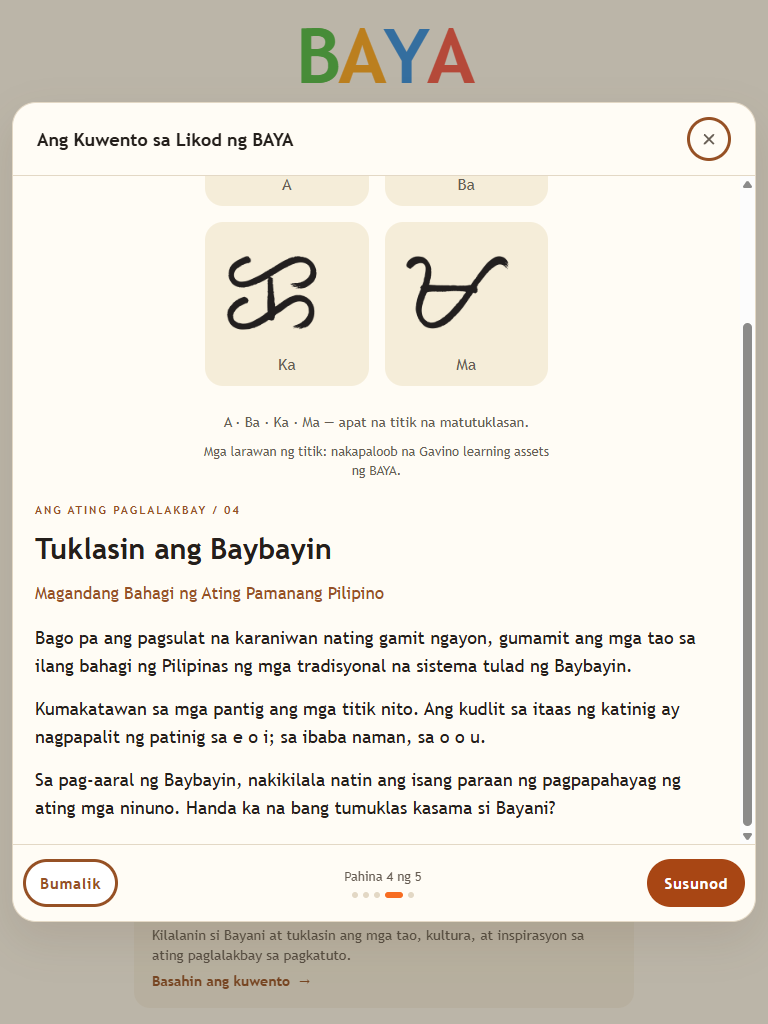 BAYA
Ang Kuwento sa Likod ng BAYA
A
Ba
ᜃ
ᜋ
Ka
Ma
A · Ba · Ka · Ma — apat na titik na matutuklasan.
Mga larawan ng titik: nakapaloob na Gavino learning assets
ng BAYA.
ANG ATING PAGLALAKBAY / 04
Tuklasin ang Baybayin
Magandang Bahagi ng Ating Pamanang Pilipino
Bago pa ang pagsulat na karaniwan nating gamit ngayon, gumamit ang mga tao sa
ilang bahagi ng Pilipinas ng mga tradisyonal na sistema tulad ng Baybayin.
Kumakatawan sa mga pantig ang mga titik nito. Ang kudlit sa itaas ng katinig ay
nagpapalit ng patinig sa e o i; sa ibaba naman, sa o o u.
Sa pag-aaral ng Baybayin, nakikilala natin ang isang paraan ng pagpapahayag ng
ating mga ninuno. Handa ka na bang tumuklas kasama si Bayani?
Bumalik
Pahina 4 ng 5
Susunod
Kilalanin si Bayani at tuklasin ang mga tao, kultura, at inspirasyon sa
ating paglalakbay sa pagkatuto.
Basahin ang kuwento →